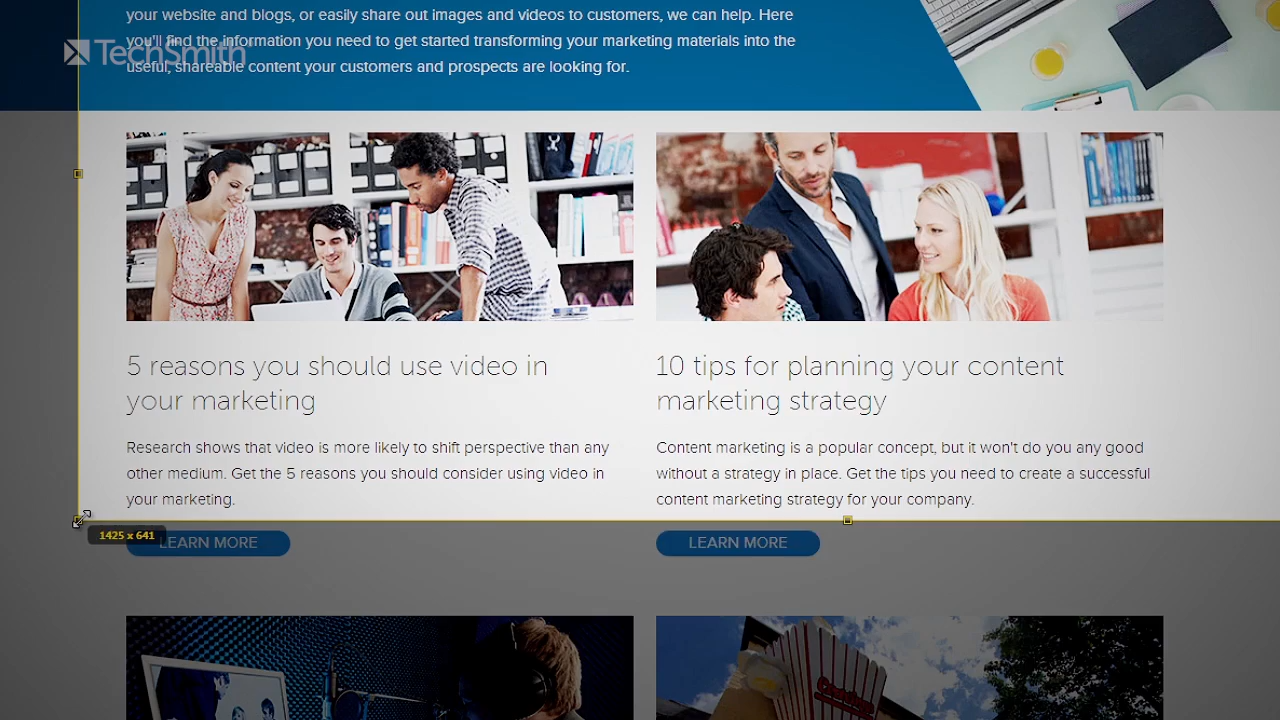 your website and blogs, or easily share out images and videos to customers, we can help. Here
you'll find the information you need to get started transforming your marketing materials into the
useful, shareable content your customers and prospects are looking for.
TechSmith
5 reasons you should use video in
your marketing
Research shows that video is more likely to shift perspective than any
other medium. Get the 5 reasons you should consider using video in
your marketing.
LEARN MORE
10 tips for planning your content
marketing strategy
Content marketing is a popular concept, but it won't do you any good
without a strategy in place. Get the tips you need to create a successful
content marketing strategy for your company.
LEARN MORE
1425 x 641